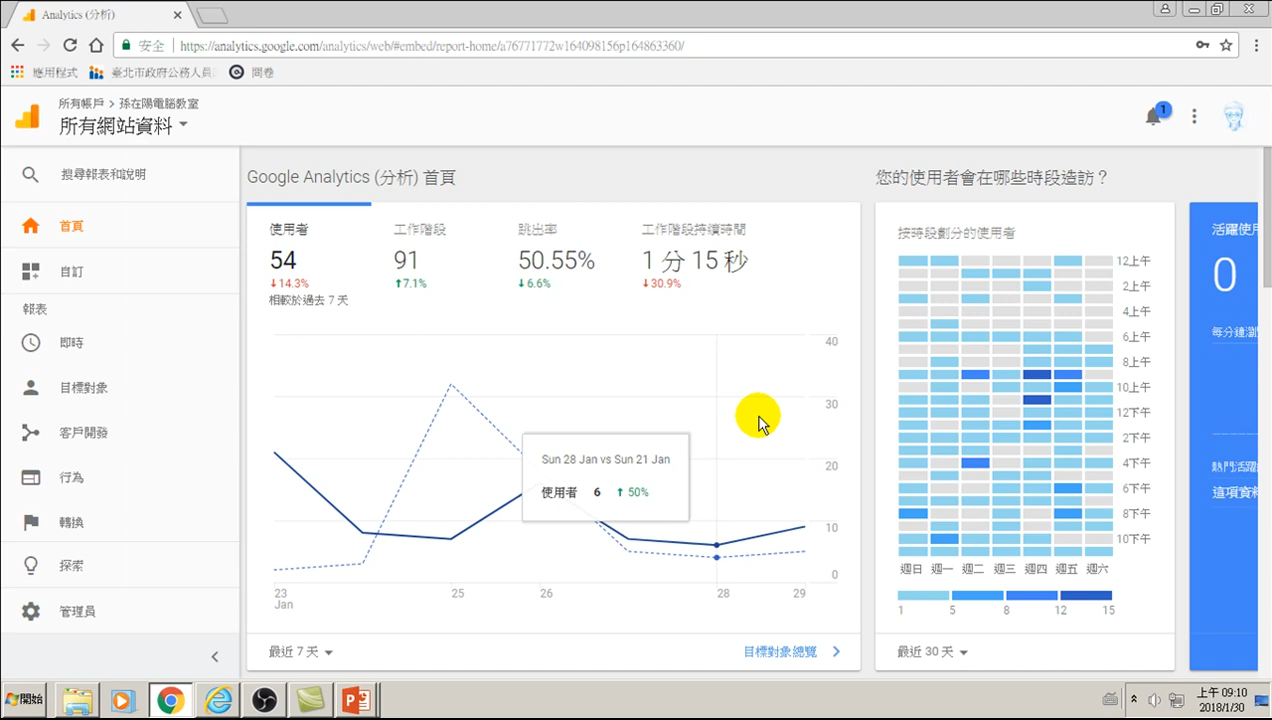 Analytics (分析)
安全
https://analytics.google.com/analytics/web/#embed/report-home/a76771772w164098156p164863360/
應用程式
臺北市政府公務人員
問卷
所有帳戶 > 孫在陽電腦教室
所有網站資料
1
搜尋報表和說明
首頁
自訂
報表
即時
目標對象
客戶開發
行為
轉換
探索
管理員
Google Analytics (分析) 首頁
使用者
54
↓14.3%
相較於過去 7 天
工作階段
91
↑7.1%
跳出率
50.55%
↓6.6%
工作階段持續時間
1 分 15 秒
↓30.9%
40
30
20
10
0
Sun 28 Jan vs Sun 21 Jan
使用者 6 ↑ 50%
23
Jan
25
26
28
29
最近 7 天
目標對象總覽
您的使用者會在哪些時段造訪？
按時段劃分的使用者
12上午
2上午
4上午
6上午
8上午
10上午
12下午
2下午
4下午
6下午
8下午
10下午
週日 週一 週二 週三 週四 週五 週六
1 5 8 12 15
最近 30 天
活躍使用
0
每分鐘瀏
熱門活躍
這項資料
開始
上午 09:10
2018/1/30